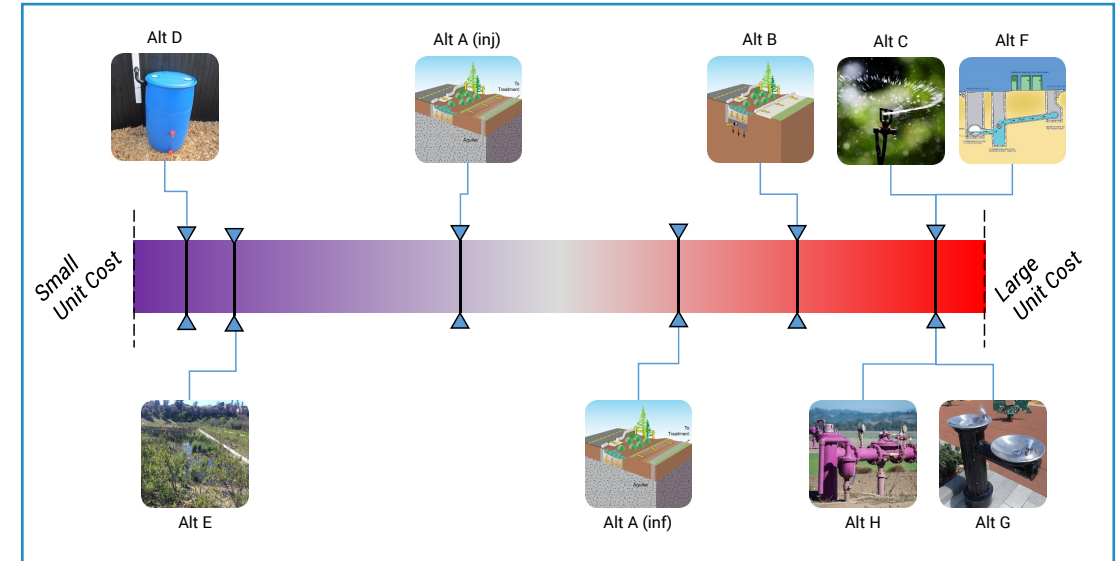 Alt D
Alt A (inj)
Alt B
Alt C
Alt F
To
Treatment
Aquifer
Small
Unit Cost
Large
Unit Cost
To
Treatment
Aquifer
Alt E
Alt A (inf)
Alt H
Alt G